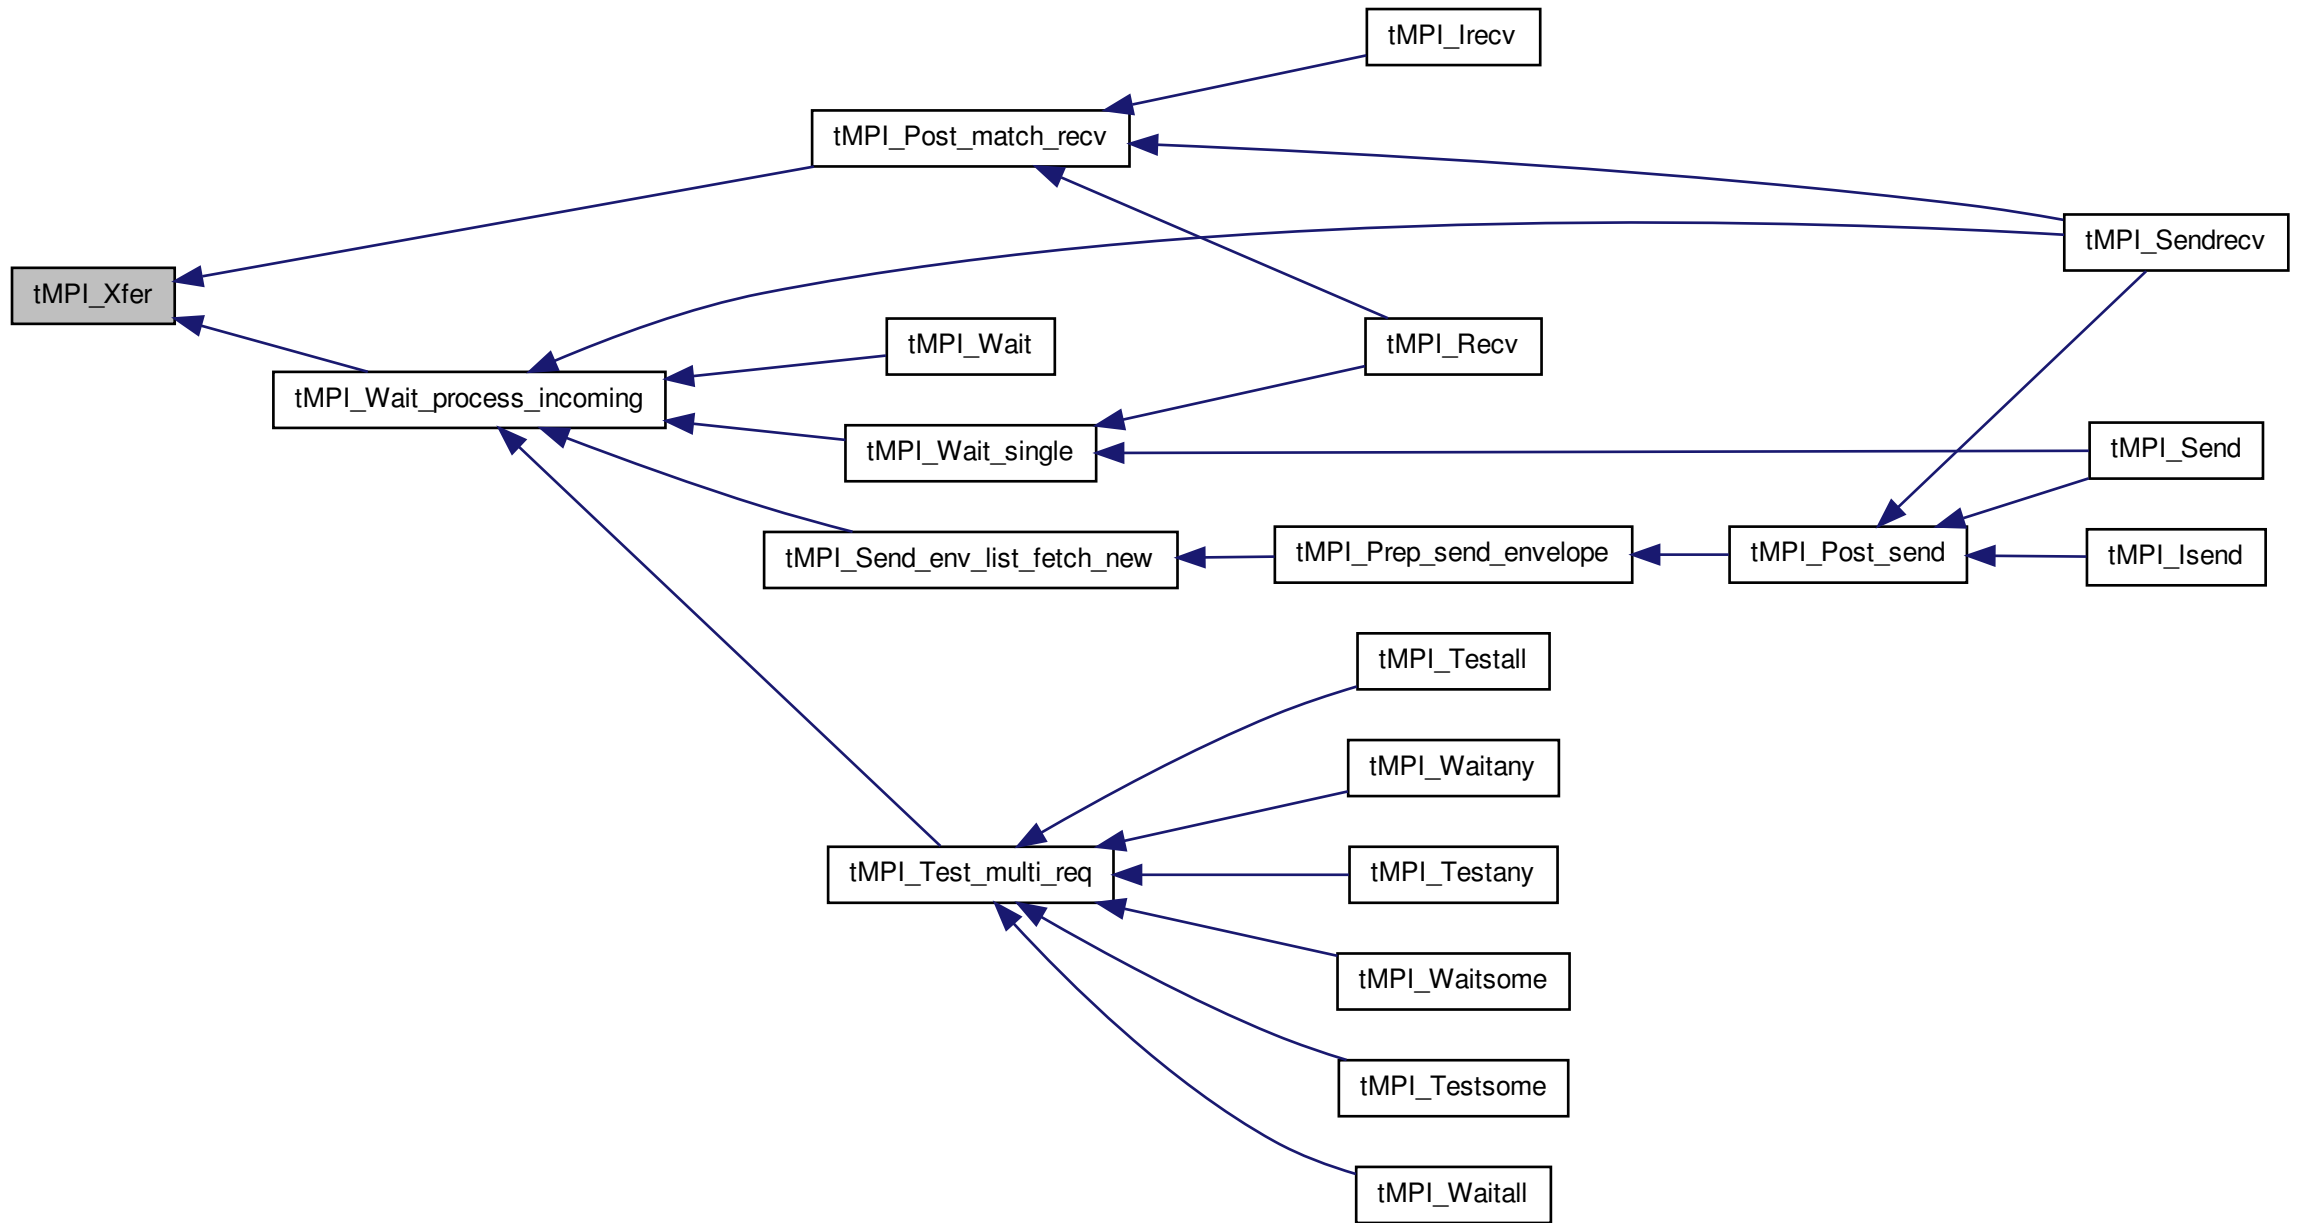 tMPI_Irecv
tMPI_Post_match_recv
tMPI_Sendrecv
tMPI_Xfer
tMPI_Wait
tMPI_Recv
tMPI_Wait_process_incoming
tMPI_Wait_single
tMPI_Send
tMPI_Send_env_list_fetch_new
tMPI_Prep_send_envelope
tMPI_Post_send
tMPI_Isend
tMPI_Testall
tMPI_Waitany
tMPI_Test_multi_req
tMPI_Testany
tMPI_Waitsome
tMPI_Testsome
tMPI_Waitall